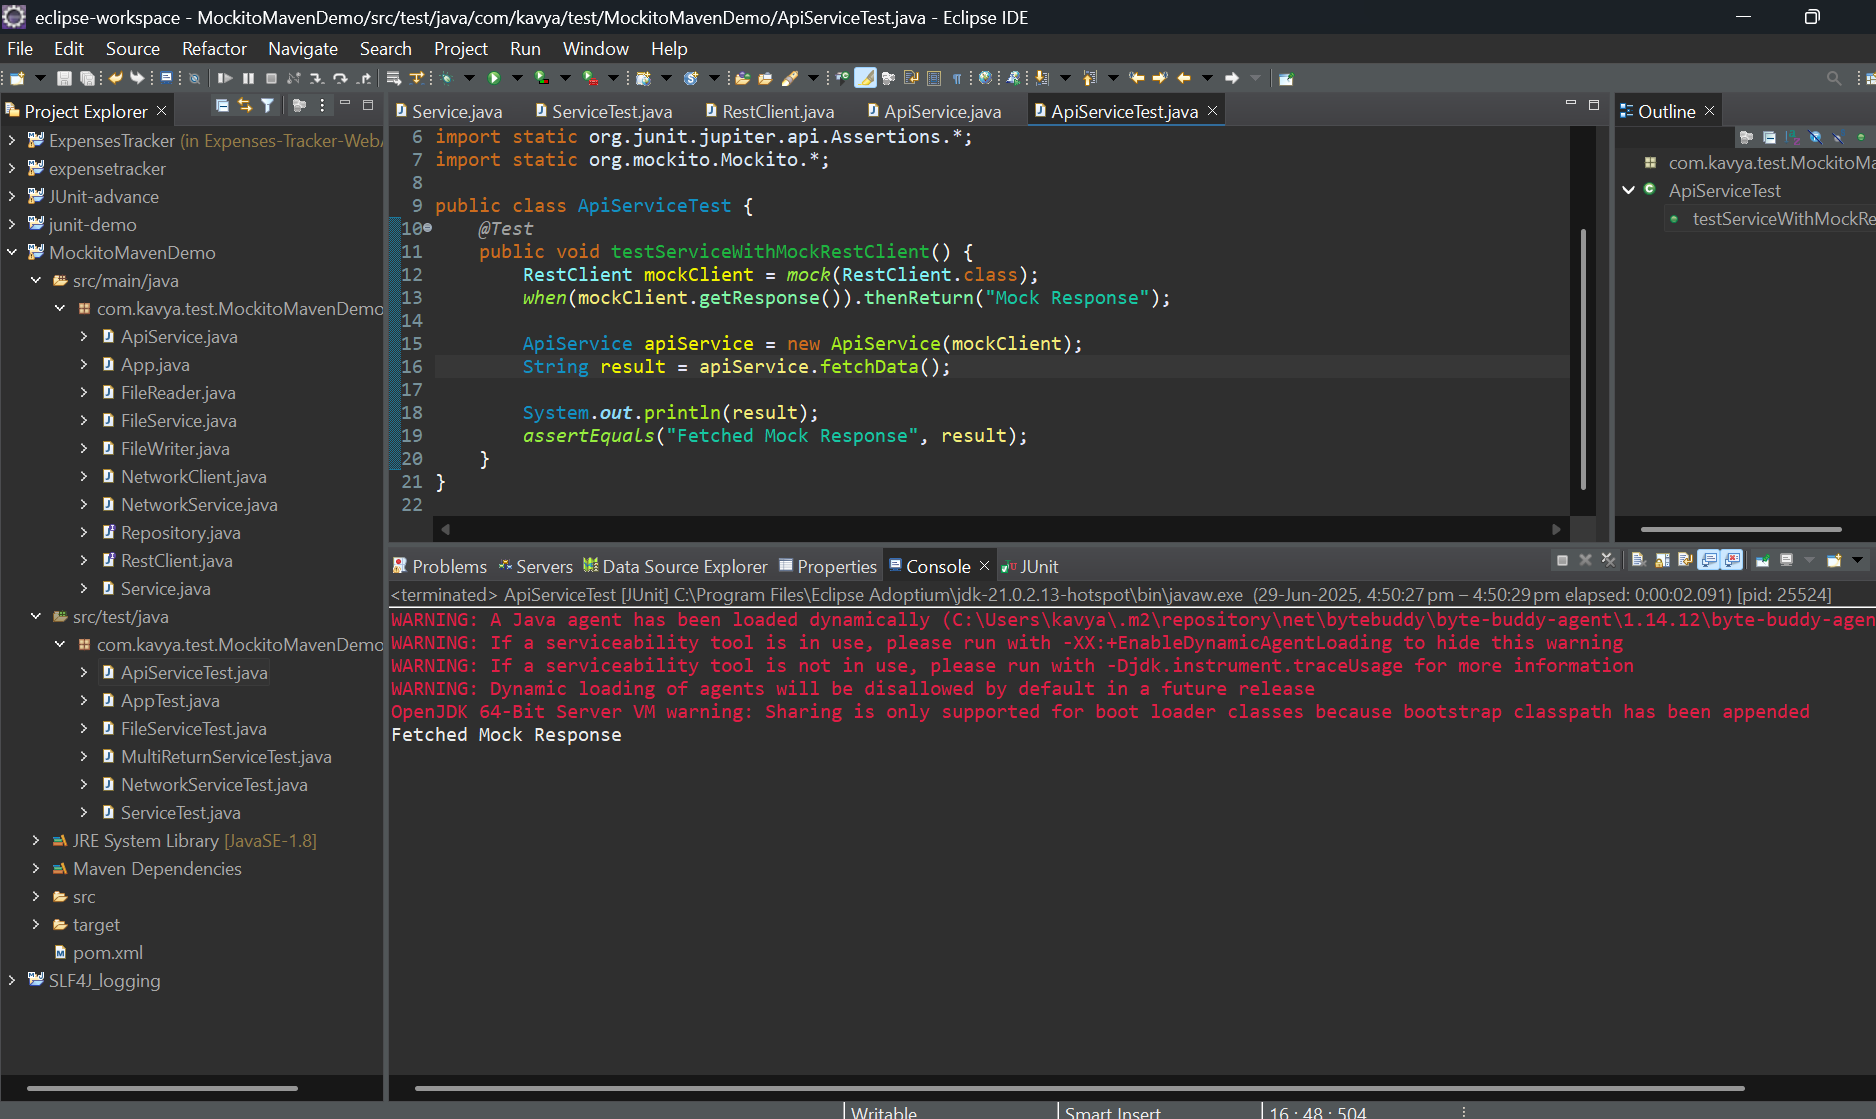 eclipse-workspace - MockitoMavenDemo/src/test/java/com/kavya/test/MockitoMavenDemo/ApiServiceTest.java - Eclipse IDE
File Edit Source Refactor Navigate Search Project Run Window Help
Project Explorer
ExpensesTracker (in Expenses-Tracker-WebA
expensetracker
JUnit-advance
junit-demo
MockitoMavenDemo
src/main/java
com.kavya.test.MockitoMavenDemo
ApiService.java
App.java
FileReader.java
FileService.java
FileWriter.java
NetworkClient.java
NetworkService.java
Repository.java
RestClient.java
Service.java
src/test/java
com.kavya.test.MockitoMavenDemo
ApiServiceTest.java
AppTest.java
FileServiceTest.java
MultiReturnServiceTest.java
NetworkServiceTest.java
ServiceTest.java
JRE System Library [JavaSE-1.8]
Maven Dependencies
src
target
pom.xml
SLF4J_logging
Service.java ServiceTest.java RestClient.java ApiService.java ApiServiceTest.java
6 import static org.junit.jupiter.api.Assertions.*;
7 import static org.mockito.Mockito.*;
8
9 public class ApiServiceTest {
10 @Test
11 public void testServiceWithMockRestClient() {
12 RestClient mockClient = mock(RestClient.class);
13 when(mockClient.getResponse()).thenReturn("Mock Response");
14
15 ApiService apiService = new ApiService(mockClient);
16 String result = apiService.fetchData();
17
18 System.out.println(result);
19 assertEquals("Fetched Mock Response", result);
20 }
21 }
22
Outline
com.kavya.test.MockitoMa
ApiServiceTest
testServiceWithMockRe
Problems Servers Data Source Explorer Properties Console JUnit
<terminated> ApiServiceTest [JUnit] C:\Program Files\Eclipse Adoptium\jdk-21.0.2.13-hotspot\bin\javaw.exe (29-Jun-2025, 4:50:27 pm – 4:50:29 pm elapsed: 0:00:02.091) [pid: 25524]
WARNING: A Java agent has been loaded dynamically (C:\Users\kavya\.m2\repository\net\bytebuddy\byte-buddy-agent\1.14.12\byte-buddy-agen
WARNING: If a serviceability tool is in use, please run with -XX:+EnableDynamicAgentLoading to hide this warning
WARNING: If a serviceability tool is not in use, please run with -Djdk.instrument.traceUsage for more information
WARNING: Dynamic loading of agents will be disallowed by default in a future release
OpenJDK 64-Bit Server VM warning: Sharing is only supported for boot loader classes because bootstrap classpath has been appended
Fetched Mock Response
Writable Smart Insert 16 : 48 : 504